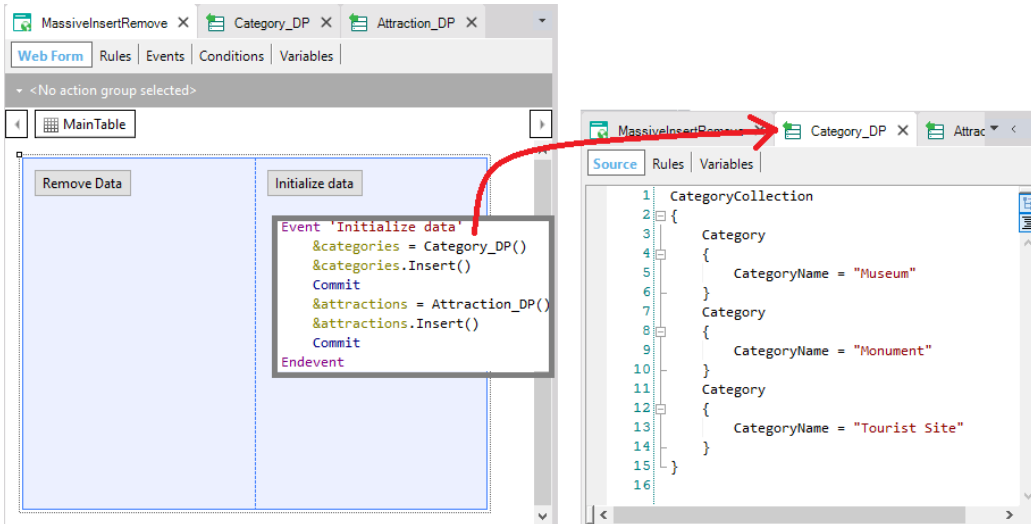 MassiveInsertRemove
Category_DP
Attraction_DP
Web Form Rules Events Conditions Variables
<No action group selected>
MainTable
Remove Data
Initialize data
Event 'Initialize data'
&categories = Category_DP()
&categories.Insert()
Commit
&attractions = Attraction_DP()
&attractions.Insert()
Commit
Endevent
MassiveInsertRemove
Category_DP
Attrac
Source Rules Variables
1 CategoryCollection
2 {
3 Category
4 {
5 CategoryName = "Museum"
6 }
7 Category
8 {
9 CategoryName = "Monument"
10 }
11 Category
12 {
13 CategoryName = "Tourist Site"
14 }
15 }
16